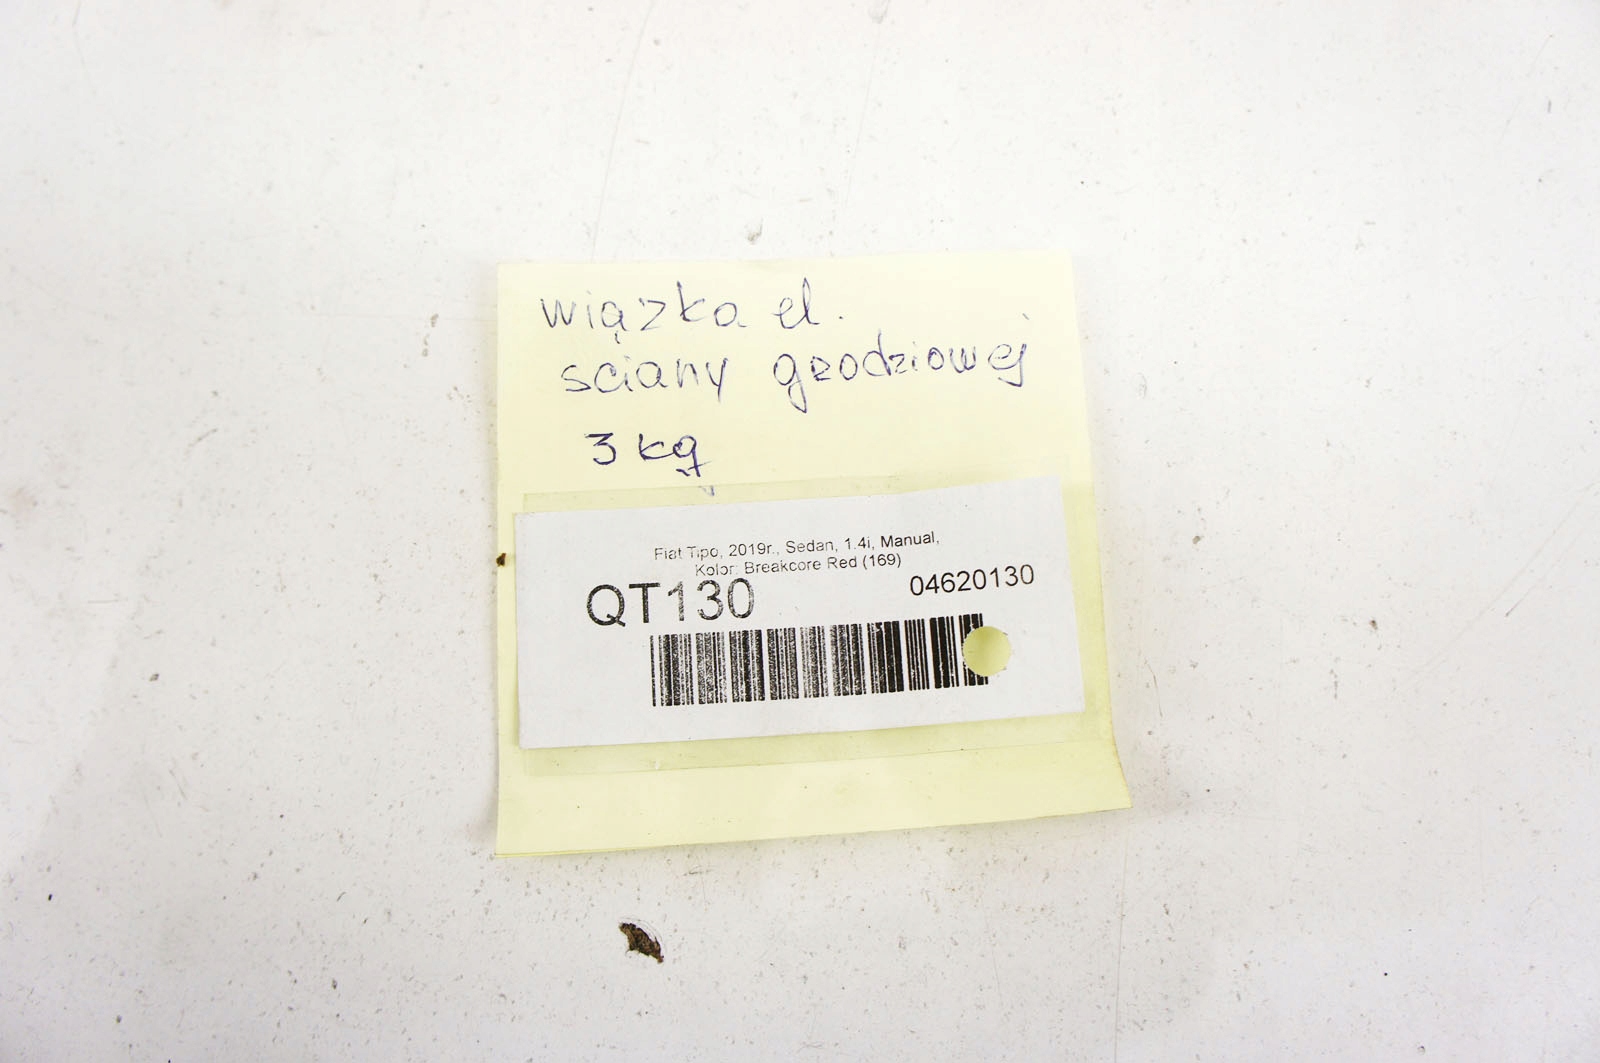 wiązka el.
sciany grodziowej
3 kg
Fiat Tipo, 2019r., Sedan, 1.4i, Manual,
Kolor: Breakcore Red (169)
QT130
04620130